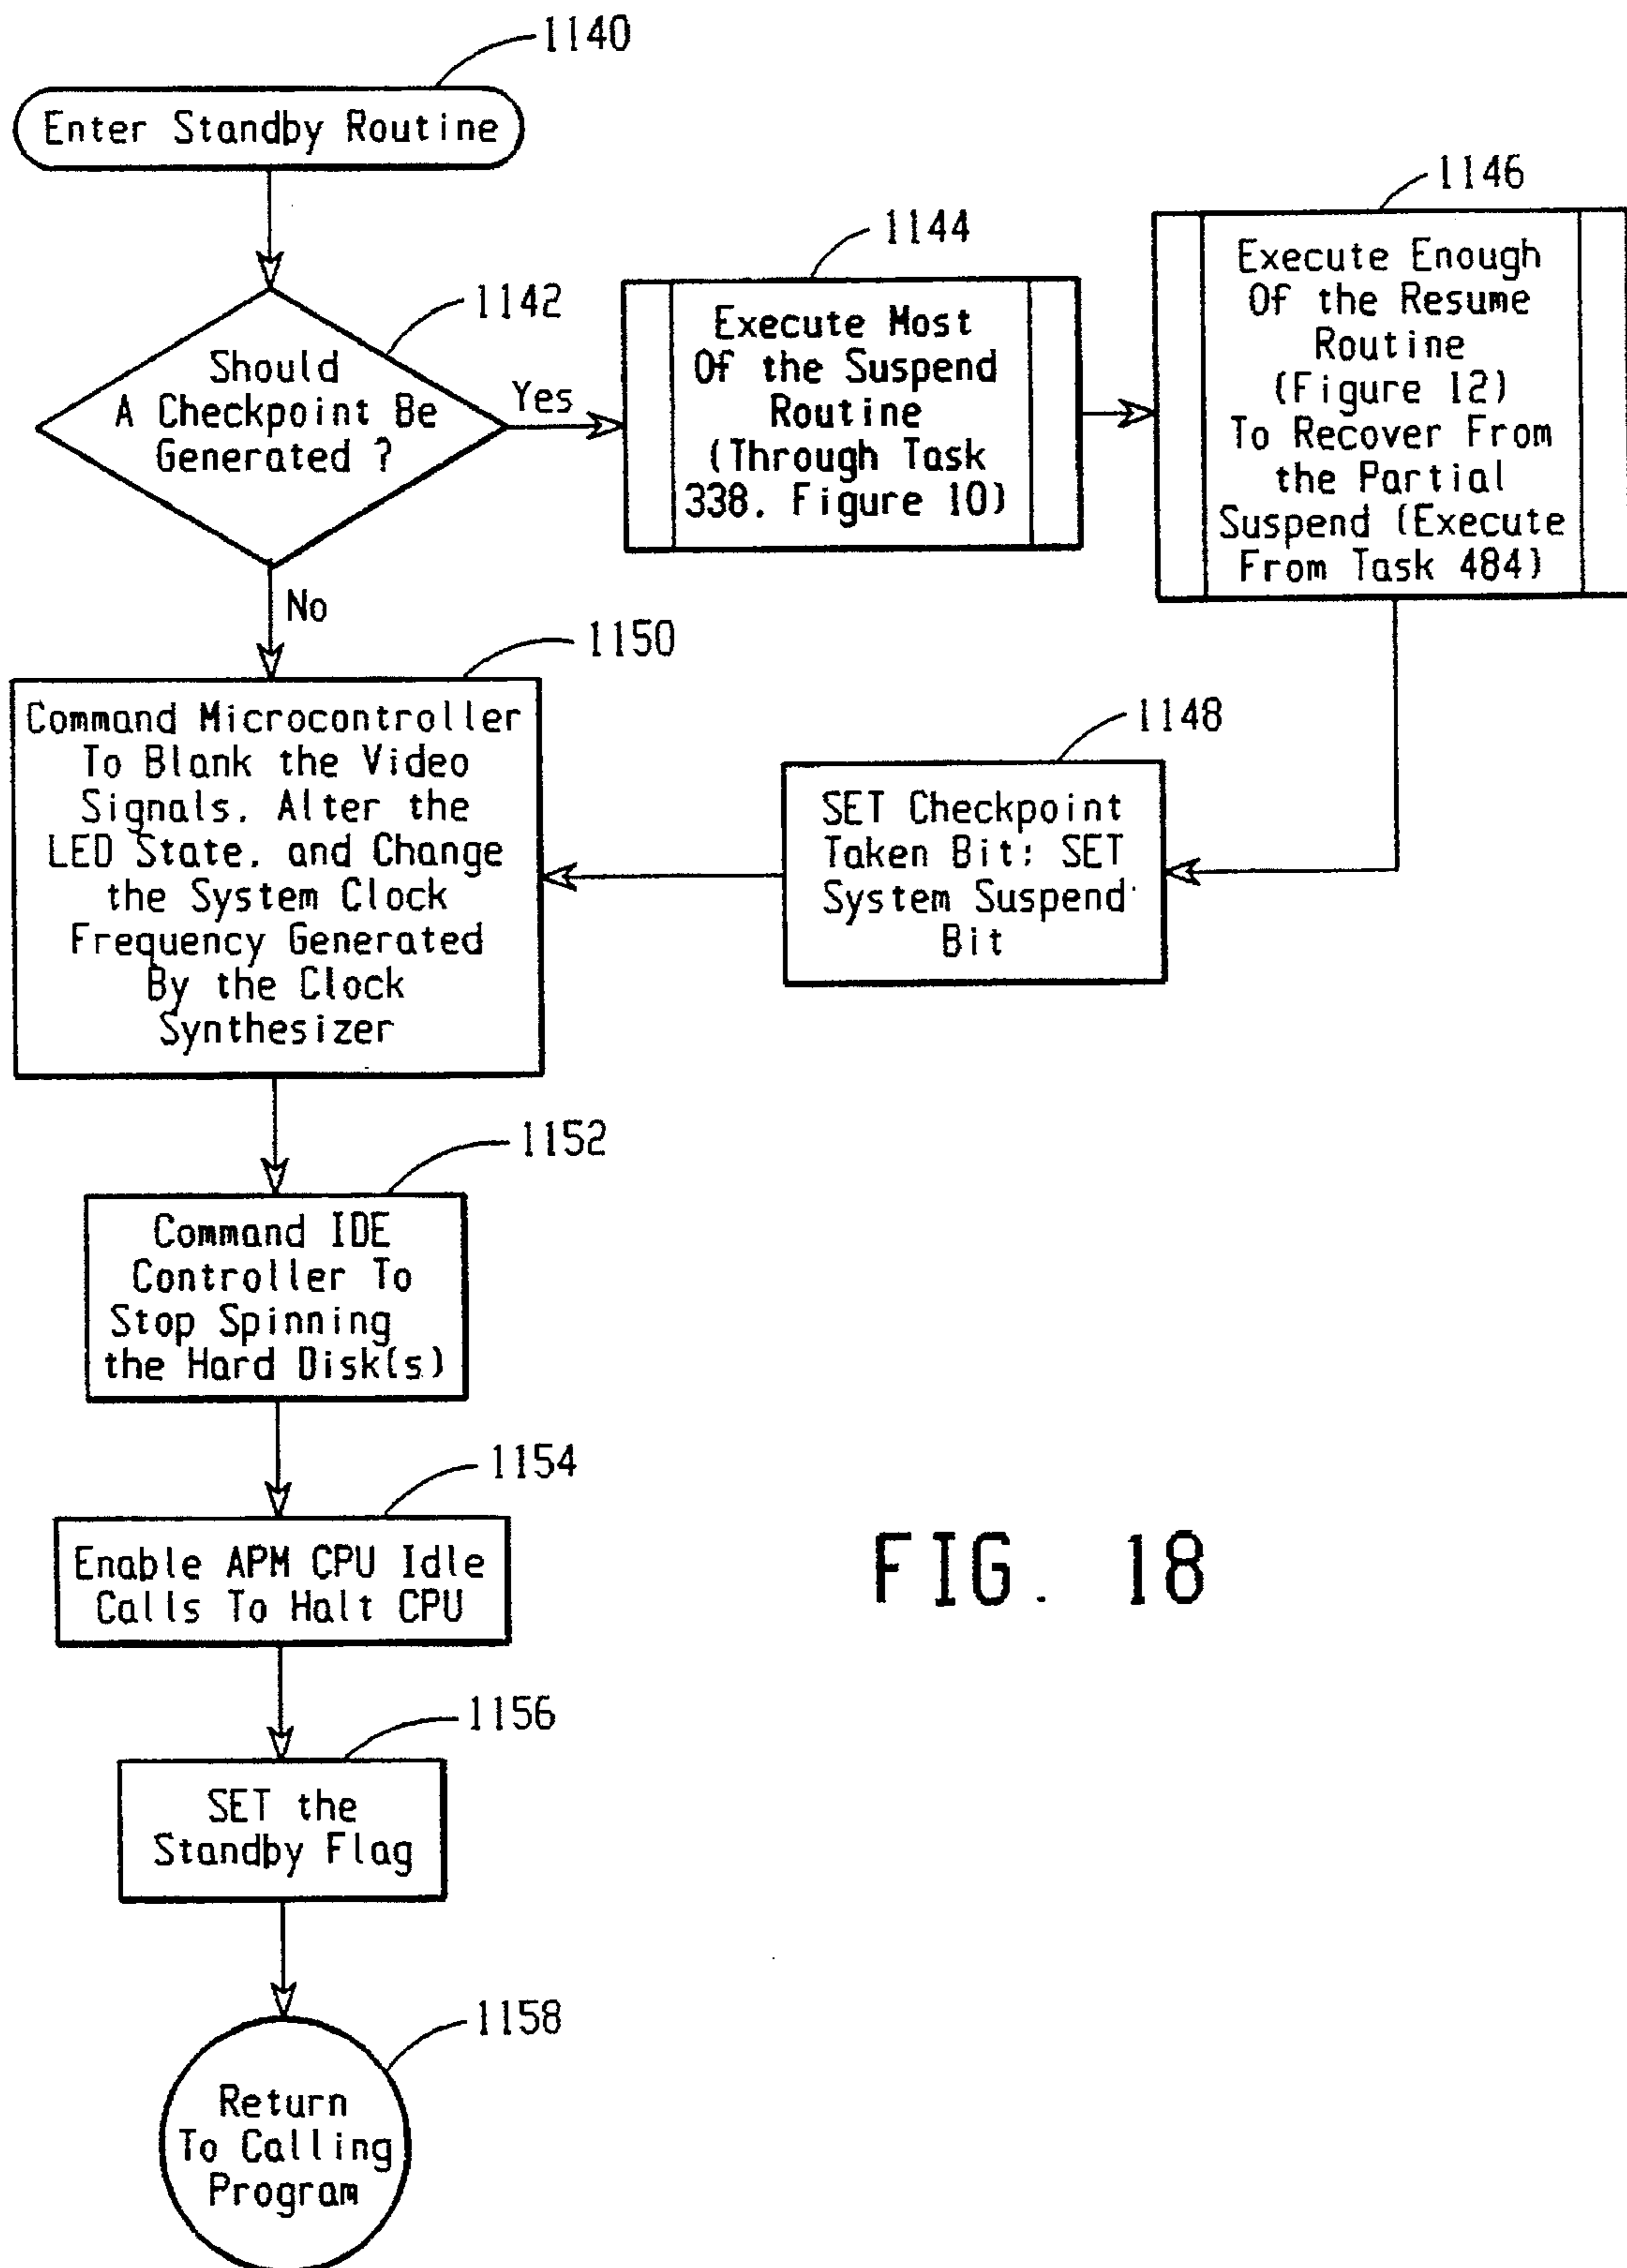 1140
Enter Standby Routine
1142
Should
A Checkpoint Be
Generated ?
Yes
No
1144
Execute Most
Of the Suspend
Routine
(Through Task
338. Figure 10)
1146
Execute Enough
Of the Resume
Routine
(Figure 12)
To Recover From
the Partial
Suspend (Execute
From Task 484)
1148
SET Checkpoint
Taken Bit; SET
System Suspend
Bit
1150
Command Microcontroller
To Blank the Video
Signals. Alter the
LED State. and Change
the System Clock
Frequency Generated
By the Clock
Synthesizer
1152
Command IDE
Controller To
Stop Spinning
the Hard Disk(s)
1154
Enable APM CPU Idle
Calls To Halt CPU
1156
SET the
Standby Flag
1158
Return
To Calling
Program
FIG. 18